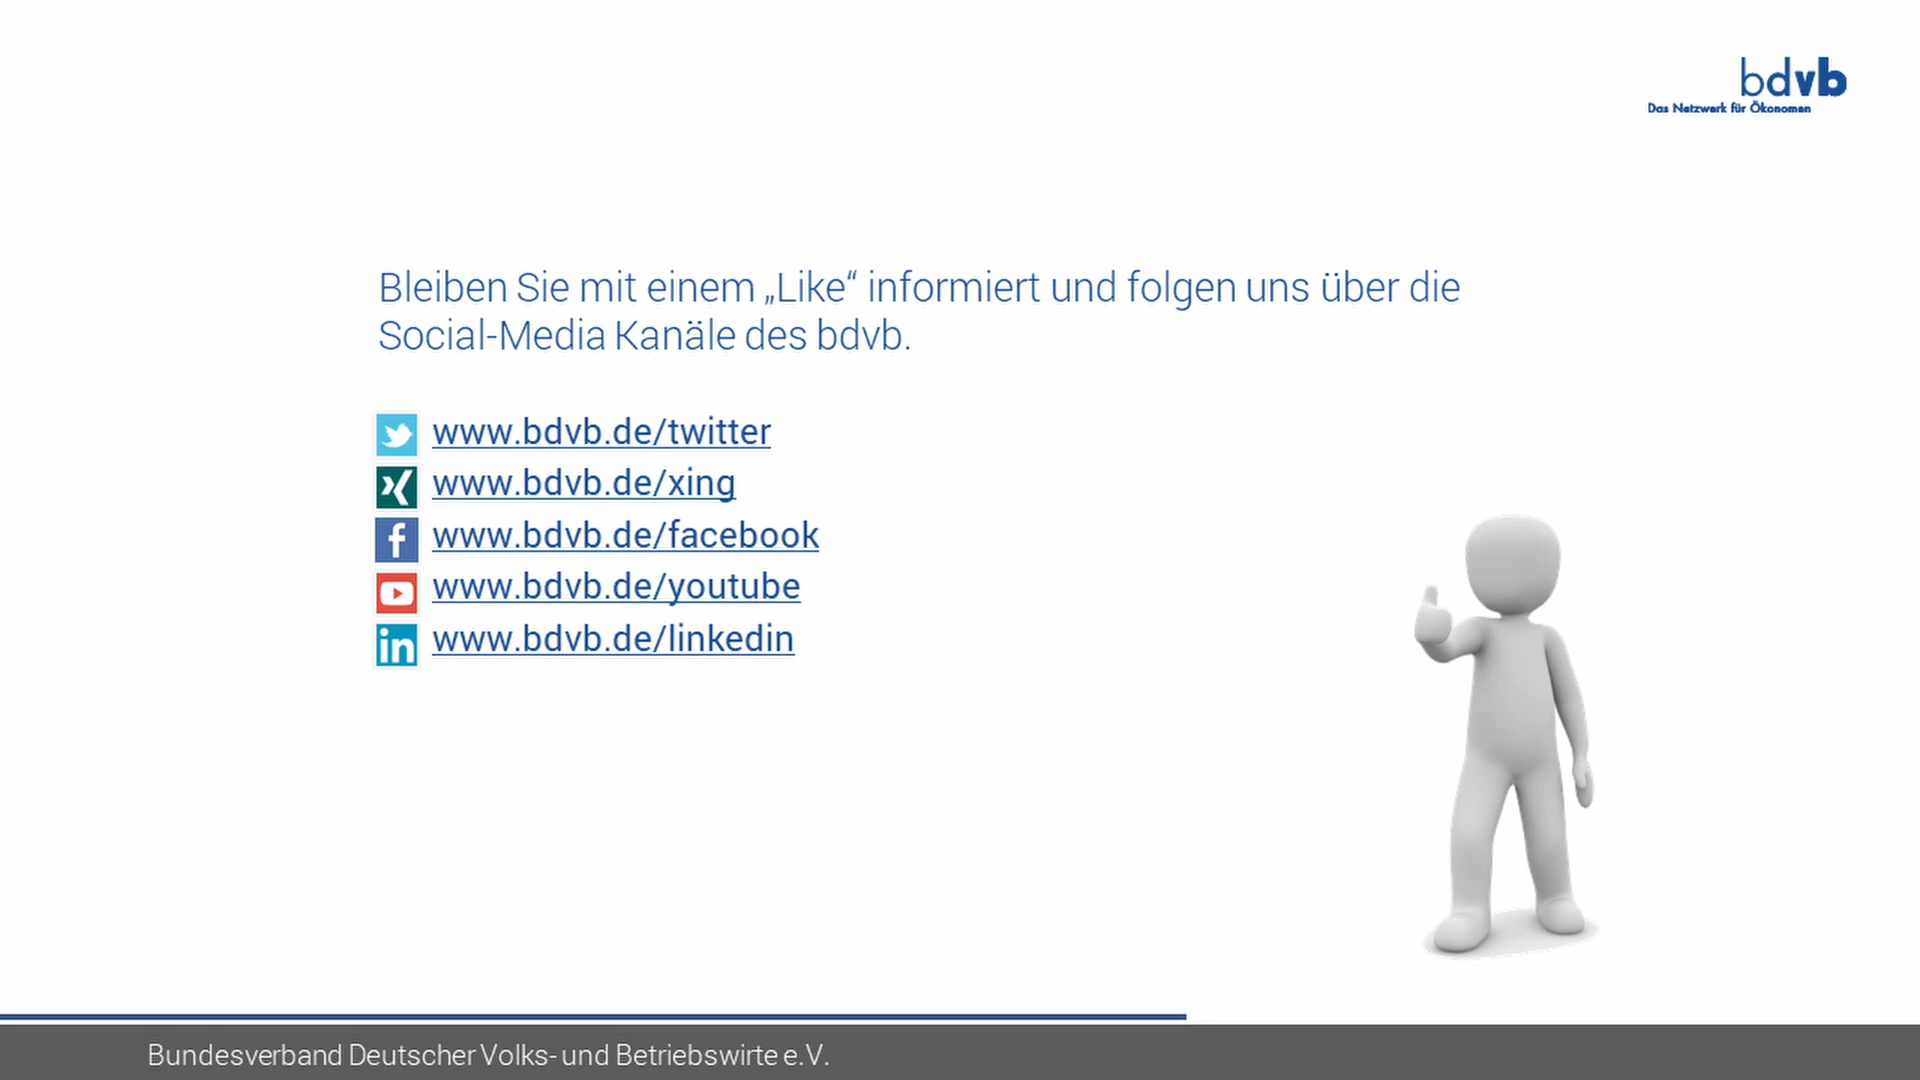 bdvb
Das Netzwerk für Ökonomen
Bleiben Sie mit einem „Like“ informiert und folgen uns über die
Social-Media Kanäle des bdvb.
www.bdvb.de/twitter
www.bdvb.de/xing
www.bdvb.de/facebook
www.bdvb.de/youtube
www.bdvb.de/linkedin
Bundesverband Deutscher Volks- und Betriebswirte e.V.